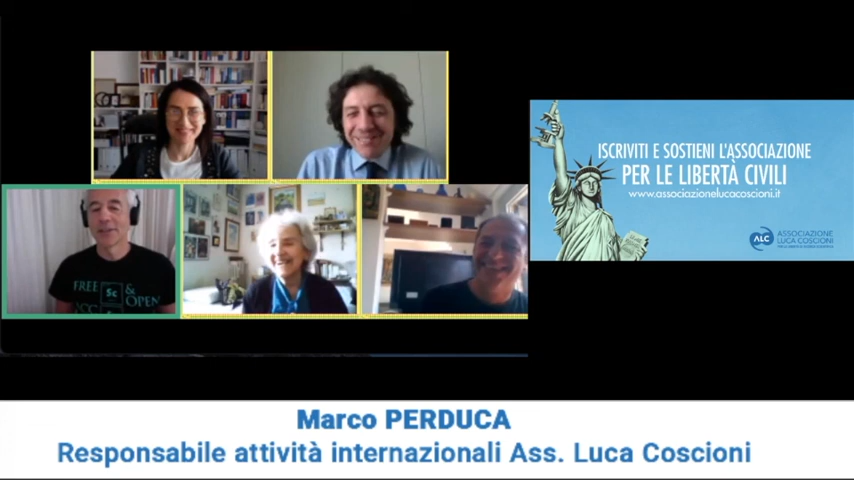 ISCRIVITI E SOSTIENI L'ASSOCIAZIONE
PER LE LIBERTÀ CIVILI
www.associazionelucacoscioni.it
ALC
ASSOCIAZIONE
LUCA COSCIONI
FREE Sc & OPEN
Marco PERDUCA
Responsabile attività internazionali Ass. Luca Coscioni